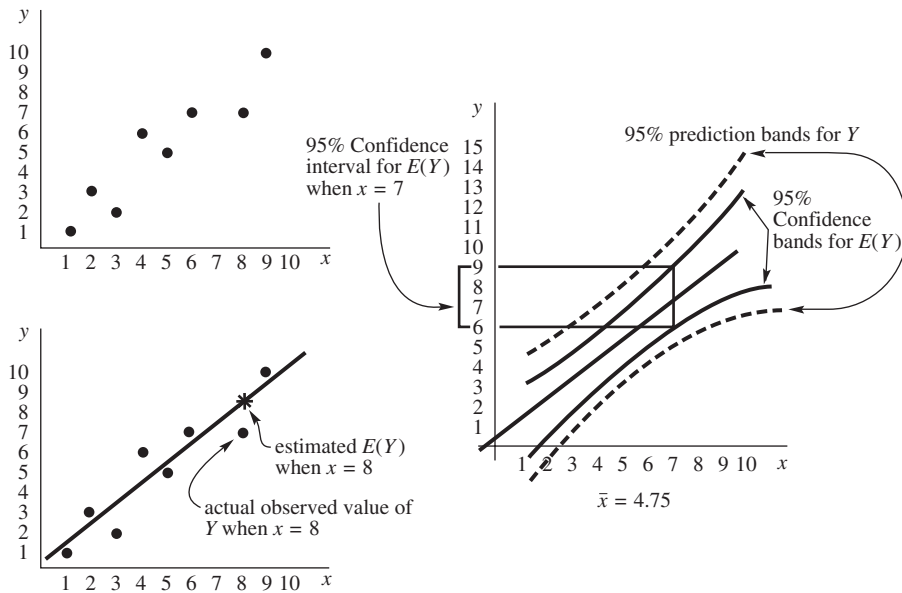 y
10
9
8
7
6
5
4
3
2
1
1 2 3 4 5 6 7 8 9 10 x
y
10
9
8
7
6
5
4
3
2
1
estimated E(Y)
when x = 8
actual observed value of
Y when x = 8
1 2 3 4 5 6 7 8 9 10 x
95% Confidence
interval for E(Y)
when x = 7
y
15
14
13
12
11
10
9
8
7
6
5
4
3
2
1
95% prediction bands for Y
95%
Confidence
bands for E(Y)
1 2 3 4 5 6 7 8 9 10 x
x̄ = 4.75